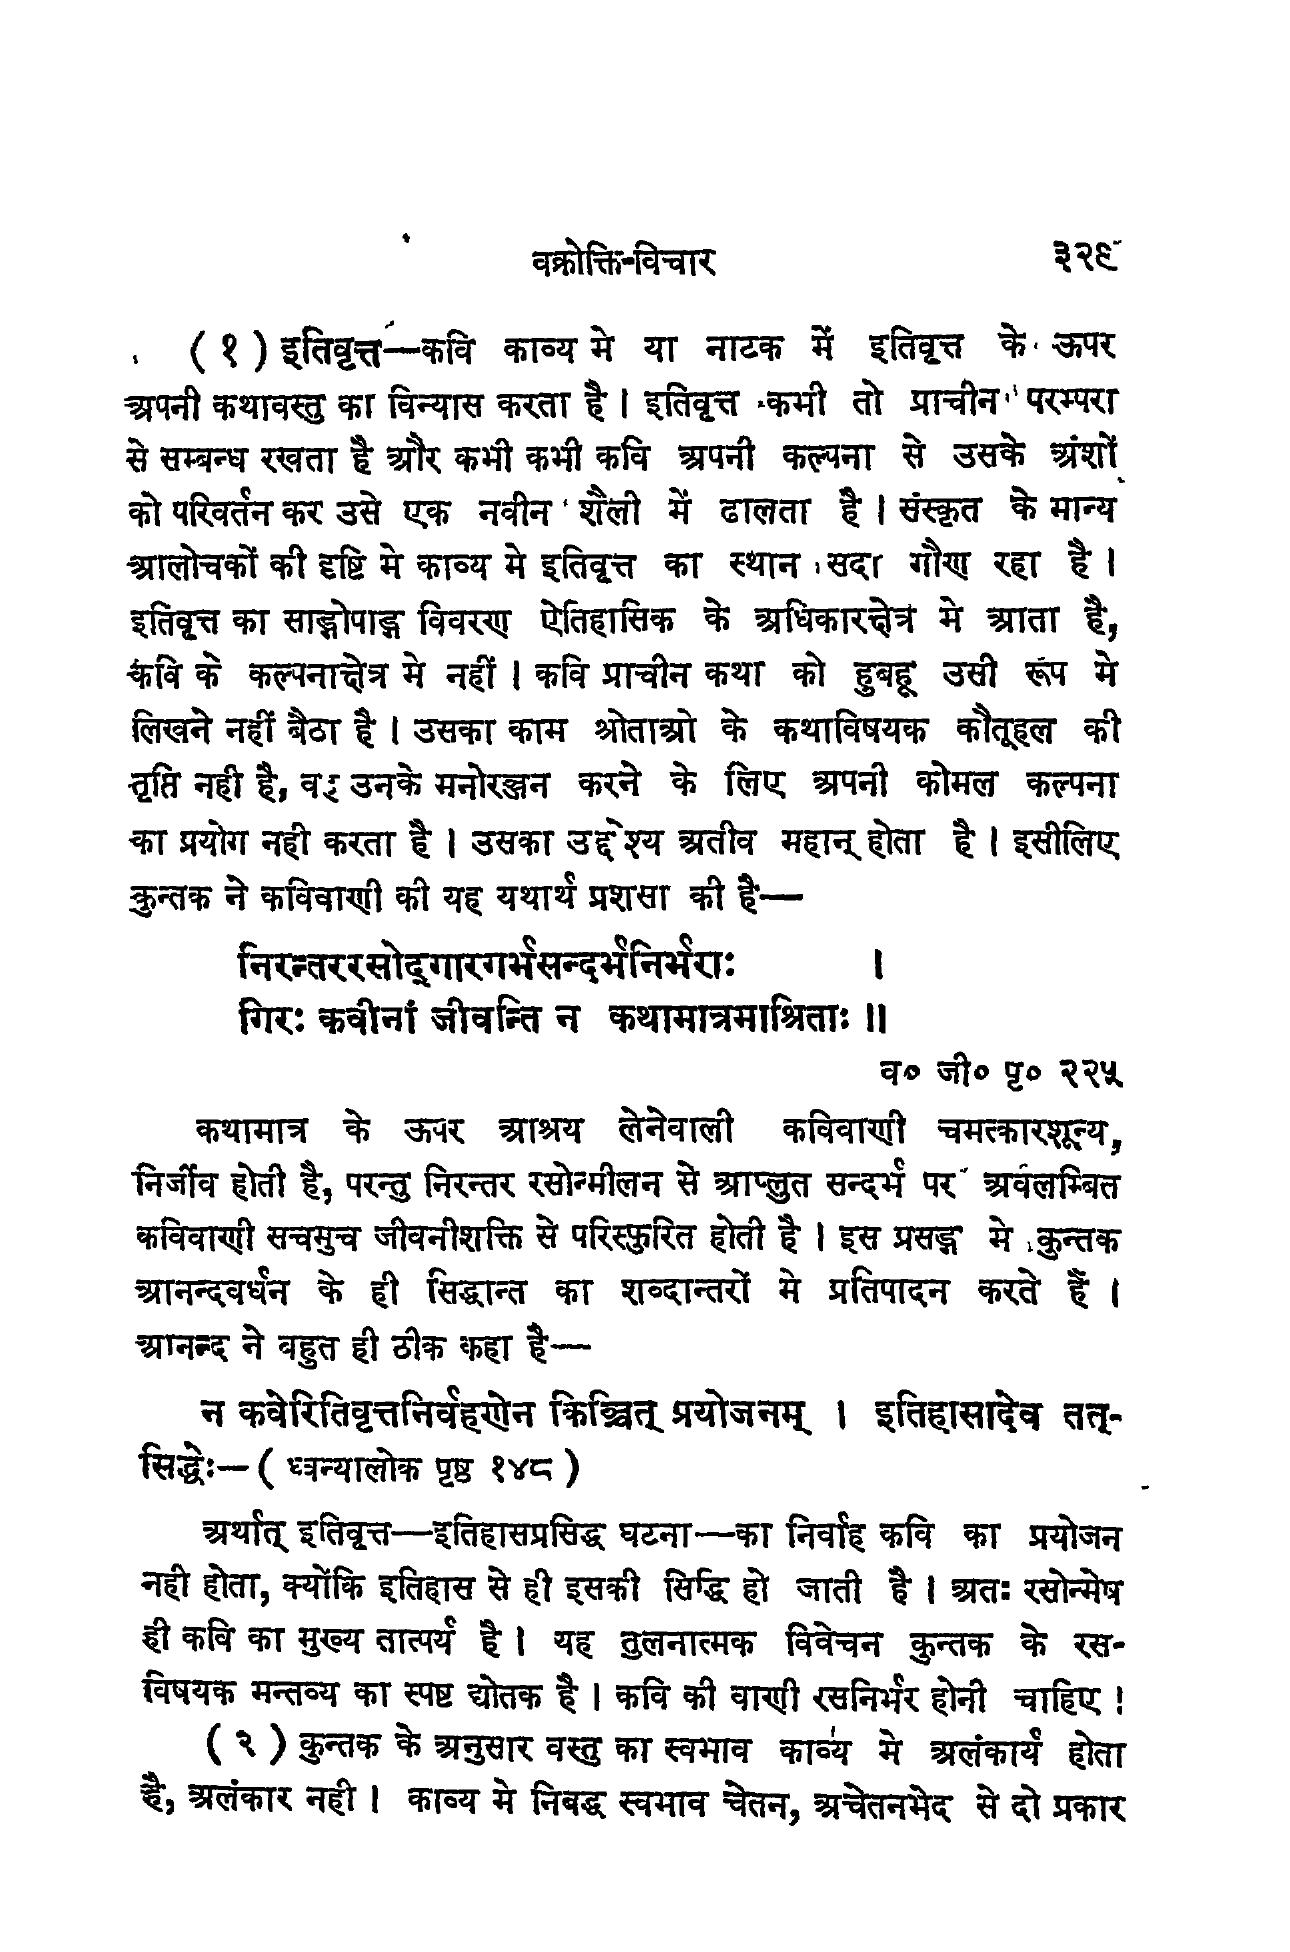 वक्रोक्ति-विचार ३२९
( १ ) इतिवृत्त—कवि काव्य मे या नाटक में इतिवृत्त के ऊपर
अपनी कथावस्तु का विन्यास करता है । इतिवृत्त कभी तो प्राचीन परम्परा
से सम्बन्ध रखता है और कभी कभी कवि अपनी कल्पना से उसके अंशों
को परिवर्तन कर उसे एक नवीन शैली में ढालता है । संस्कृत के मान्य
आलोचकों की दृष्टि मे काव्य मे इतिवृत्त का स्थान सदा गौण रहा है ।
इतिवृत्त का साङ्गोपाङ्ग विवरण ऐतिहासिक के अधिकारक्षेत्र मे आता है,
कवि के कल्पनाक्षेत्र मे नहीं । कवि प्राचीन कथा को हुबहू उसी रूप मे
लिखने नहीं बैठा है । उसका काम श्रोताओ के कथाविषयक कौतूहल की
तृप्ति नही है, वह उनके मनोरञ्जन करने के लिए अपनी कोमल कल्पना
का प्रयोग नही करता है । उसका उद्देश्य अतीव महान् होता है । इसीलिए
कुन्तक ने कविवाणी की यह यथार्थ प्रशसा की है—
निरन्तररसोद्गारगर्भसन्दर्भनिर्भराः ।
गिरः कवीनां जीवन्ति न कथामात्रमाश्रिताः ॥
व० जी० पृ० २२५
कथामात्र के ऊपर आश्रय लेनेवाली कविवाणी चमत्कारशून्य,
निर्जीव होती है, परन्तु निरन्तर रसोन्मीलन से आप्लुत सन्दर्भ पर अवलम्बित
कविवाणी सचमुच जीवनीशक्ति से परिस्फुरित होती है । इस प्रसङ्ग मे कुन्तक
आनन्दवर्धन के ही सिद्धान्त का शब्दान्तरों मे प्रतिपादन करते हैं ।
आनन्द ने बहुत ही ठीक कहा है—
न कवेरितिवृत्तनिर्वहणेन किञ्चित् प्रयोजनम् । इतिहासादेव तत्-
सिद्धेः—( ध्वन्यालोक पृष्ठ १४८ )
अर्थात् इतिवृत्त—इतिहासप्रसिद्ध घटना—का निर्वाह कवि का प्रयोजन
नही होता, क्योंकि इतिहास से ही इसकी सिद्धि हो जाती है । अतः रसोन्मेष
ही कवि का मुख्य तात्पर्य है । यह तुलनात्मक विवेचन कुन्तक के रस-
विषयक मन्तव्य का स्पष्ट द्योतक है । कवि की वाणी रसनिर्भर होनी चाहिए !
( २ ) कुन्तक के अनुसार वस्तु का स्वभाव काव्य मे अलंकार्य होता
है, अलंकार नही । काव्य मे निबद्ध स्वभाव चेतन, अचेतनभेद से दो प्रकार